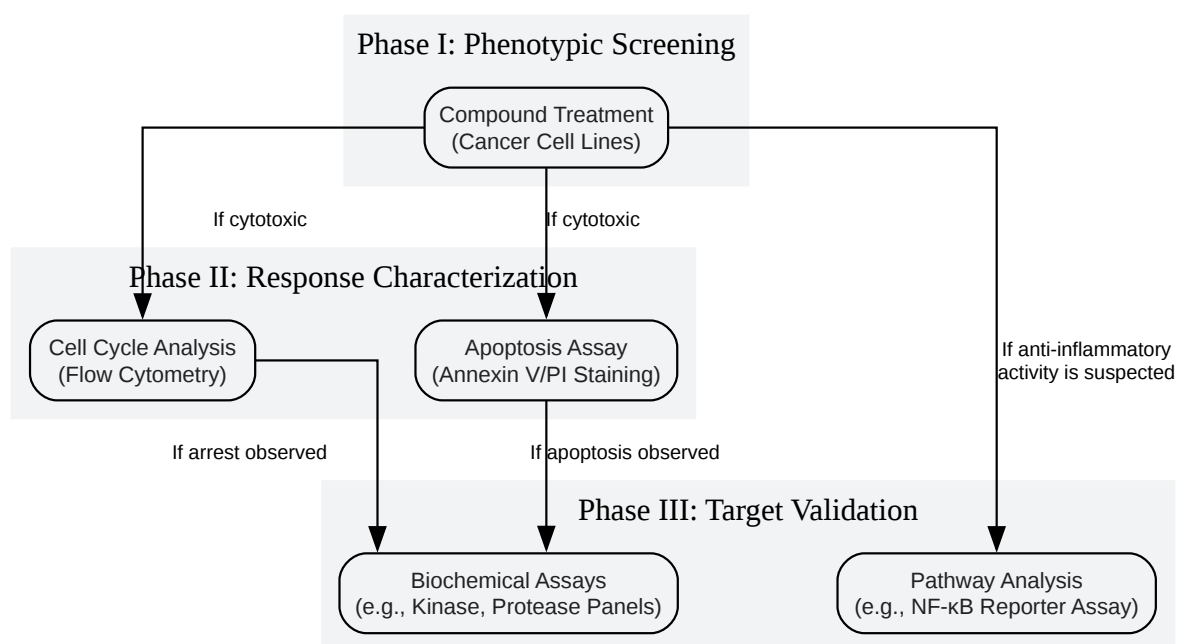 Phase I: Phenotypic Screening
Compound Treatment
(Cancer Cell Lines)
If cytotoxic
If cytotoxic
Phase II: Response Characterization
Cell Cycle Analysis
(Flow Cytometry)
Apoptosis Assay
(Annexin V/PI Staining)
If anti-inflammatory
activity is suspected
If arrest observed
If apoptosis observed
Phase III: Target Validation
Biochemical Assays
(e.g., Kinase, Protease Panels)
Pathway Analysis
(e.g., NF-κB Reporter Assay)